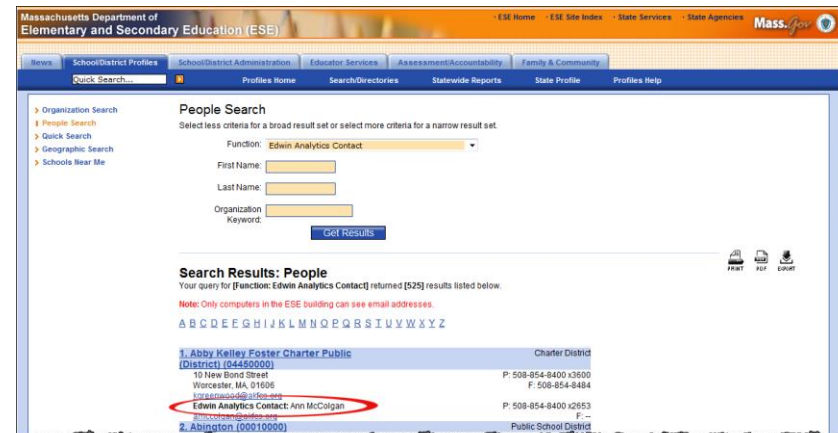 Massachusetts Department of
Elementary and Secondary Education (ESE)
ESE Home · ESE Site Index · State Services · State Agencies
Mass.Gov
News School/District Profiles School/District Administration Educator Services Assessment/Accountability Family & Community
Quick Search... Profiles Home Search/Directories Statewide Reports State Profile Profiles Help
Organization Search
People Search
Quick Search
Geographic Search
Schools Near Me
People Search
Select less criteria for a broad result set or select more criteria for a narrow result set.
Function: Edwin Analytics Contact
First Name:
Last Name:
Organization
Keyword:
Get Results
PRINT PDF EXPORT
Search Results: People
Your query for [Function: Edwin Analytics Contact] returned [525] results listed below.
Note: Only computers in the ESE building can see email addresses.
A B C D E F G H I J K L M N O P Q R S T U V W X Y Z
1. Abby Kelley Foster Charter Public Charter District
(District) (04450000)
10 New Bond Street P: 508-854-8400 x3600
Worcester, MA, 01606 F: 508-854-8484
kgreenwood@akfcs.org
Edwin Analytics Contact: Ann McColgan P: 508-854-8400 x2653
amccolgan@akfcs.org F: --
2. Abington (00010000) Public School District